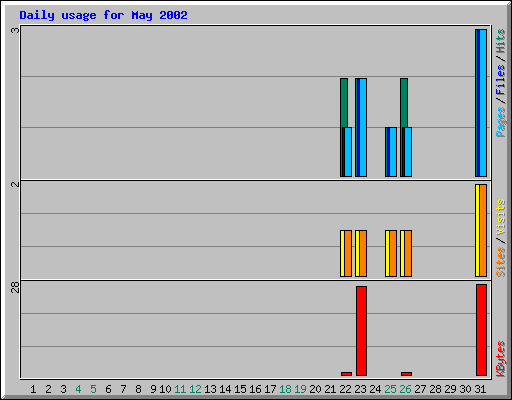 Daily usage for May 2002
3
2
28
Pages/Files/Hits
Sites/Visits
KBytes
1 2 3 4 5 6 7 8 9 10 11 12 13 14 15 16 17 18 19 20 21 22 23 24 25 26 27 28 29 30 31